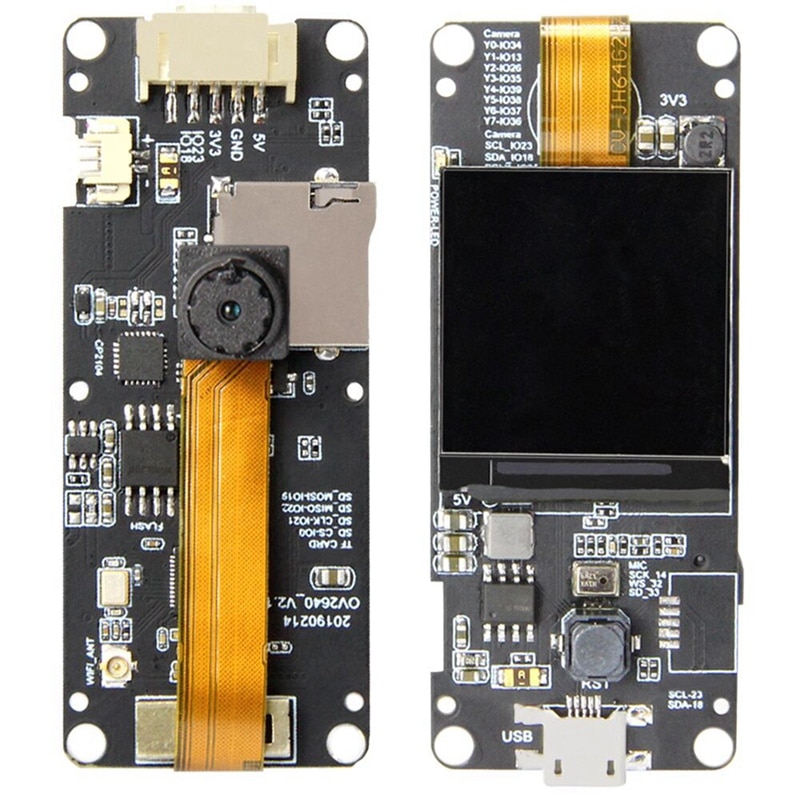 IO18
IO23
3V3
GND
5V
+
-
A
CP2104
FLASH
SD_MOSI-IO19
SD_MISO-IO22
SD_CLK-IO21
SD_CS-IO0
TF CARD
OV2640_V2.1
20190214
WIFI_ANT
Camera
Y0-IO34
Y1-IO13
Y2-IO26
Y3-IO35
Y4-IO39
Y5-IO38
Y6-IO37
Y7-IO36
Camera
SCL_IO23
SDA_IO18
CV-JH64G2
3V3
2R2
POWER-LED
5V
MIC
SCK_14
WS_32
SD_33
A
RST
SCL-23
SDA-18
USB